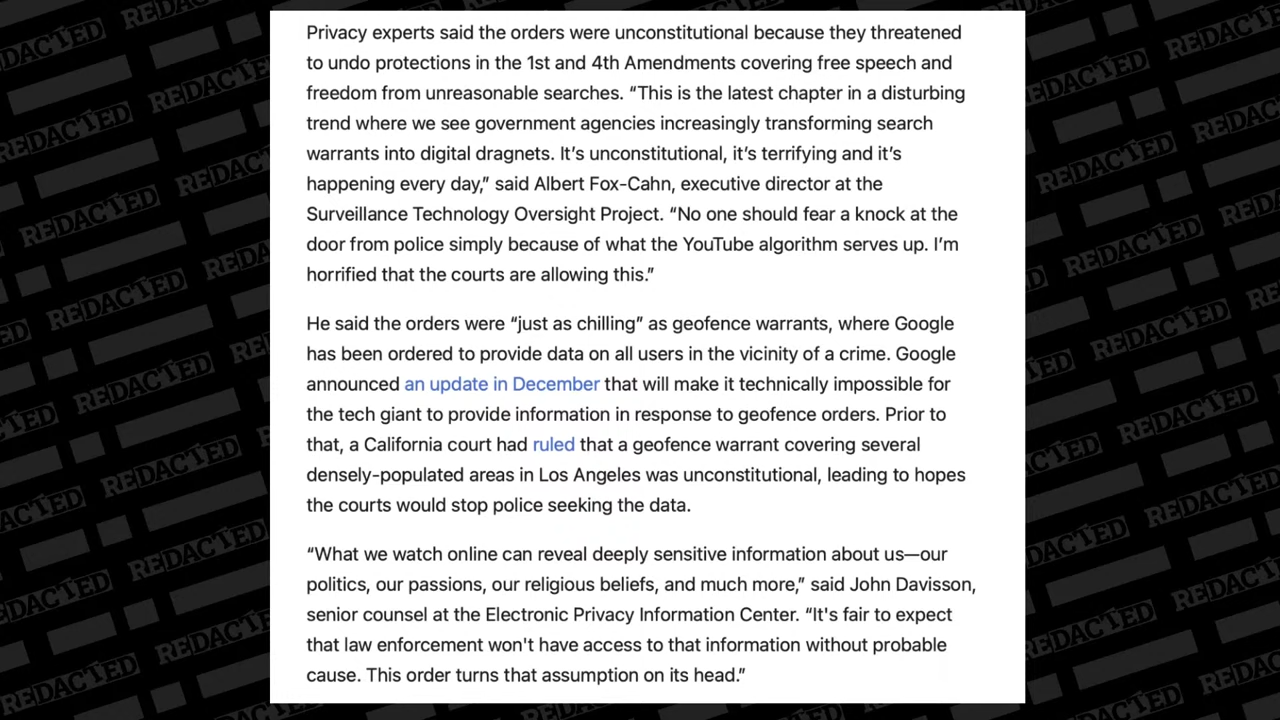 Privacy experts said the orders were unconstitutional because they threatened
to undo protections in the 1st and 4th Amendments covering free speech and
freedom from unreasonable searches. “This is the latest chapter in a disturbing
trend where we see government agencies increasingly transforming search
warrants into digital dragnets. It’s unconstitutional, it’s terrifying and it’s
happening every day,” said Albert Fox-Cahn, executive director at the
Surveillance Technology Oversight Project. “No one should fear a knock at the
door from police simply because of what the YouTube algorithm serves up. I’m
horrified that the courts are allowing this.”
He said the orders were “just as chilling” as geofence warrants, where Google
has been ordered to provide data on all users in the vicinity of a crime. Google
announced an update in December that will make it technically impossible for
the tech giant to provide information in response to geofence orders. Prior to
that, a California court had ruled that a geofence warrant covering several
densely-populated areas in Los Angeles was unconstitutional, leading to hopes
the courts would stop police seeking the data.
“What we watch online can reveal deeply sensitive information about us—our
politics, our passions, our religious beliefs, and much more,” said John Davisson,
senior counsel at the Electronic Privacy Information Center. “It's fair to expect
that law enforcement won't have access to that information without probable
cause. This order turns that assumption on its head.”
REDACTED